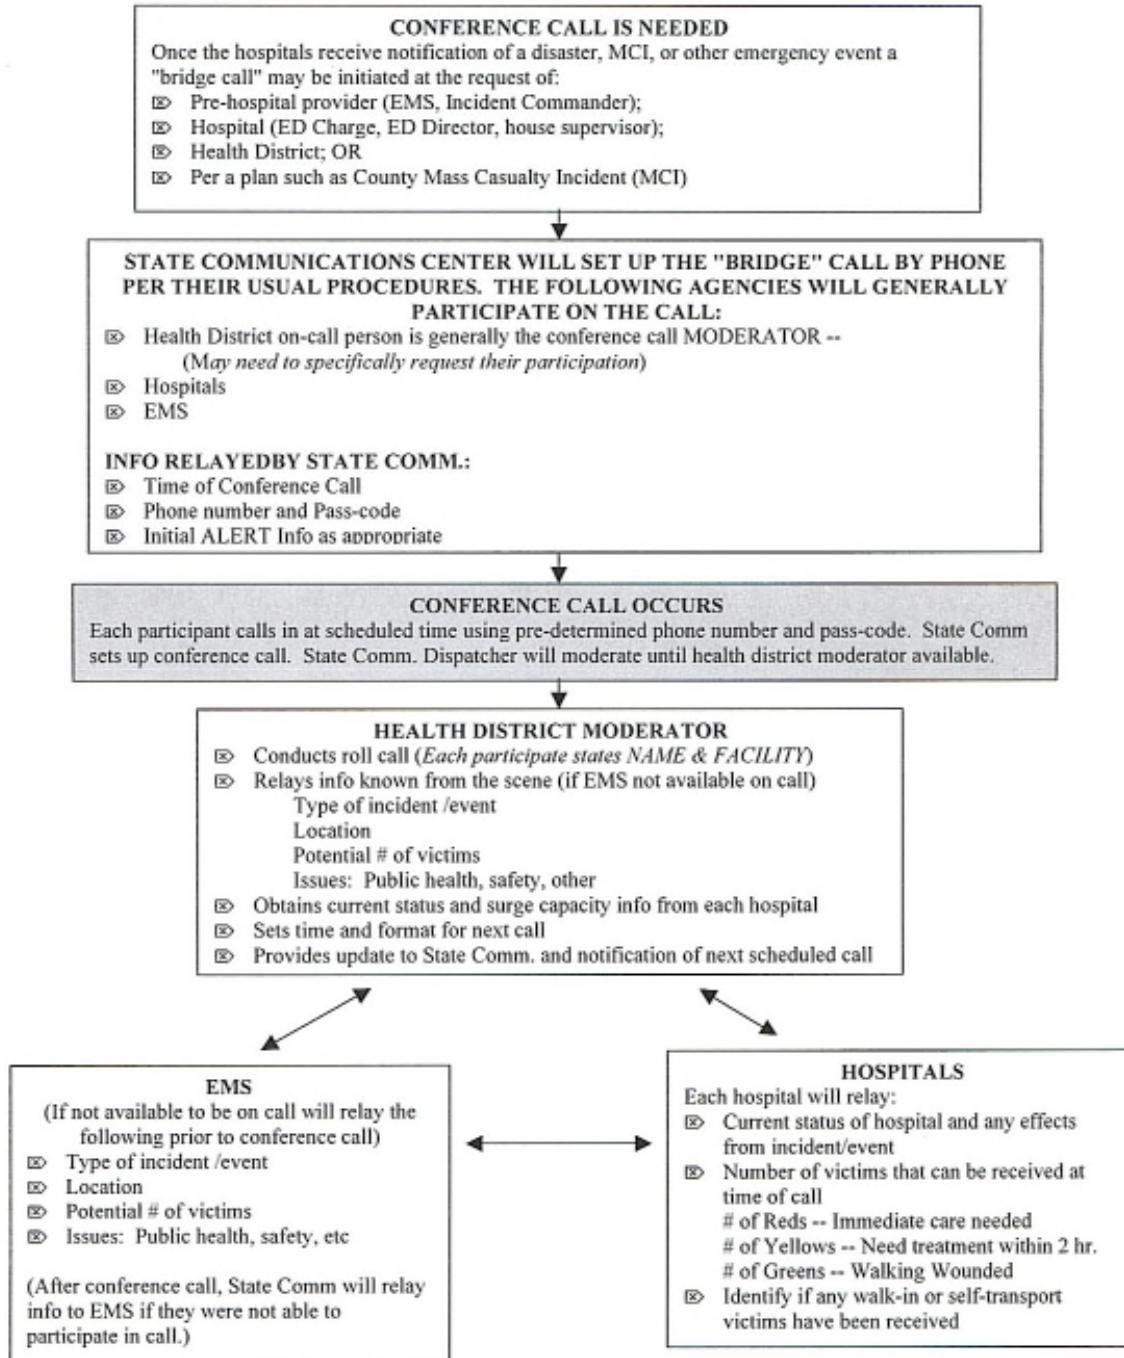 CONFERENCE CALL IS NEEDED
Once the hospitals receive notification of a disaster, MCI, or other emergency event a
"bridge call" may be initiated at the request of:
Pre-hospital provider (EMS, Incident Commander);
Hospital (ED Charge, ED Director, house supervisor);
Health District; OR
Per a plan such as County Mass Casualty Incident (MCI)
STATE COMMUNICATIONS CENTER WILL SET UP THE "BRIDGE" CALL BY PHONE
PER THEIR USUAL PROCEDURES. THE FOLLOWING AGENCIES WILL GENERALLY
PARTICIPATE ON THE CALL:
Health District on-call person is generally the conference call MODERATOR --
(May need to specifically request their participation)
Hospitals
EMS
INFO RELAYEDBY STATE COMM.:
Time of Conference Call
Phone number and Pass-code
Initial ALERT Info as appropriate
CONFERENCE CALL OCCURS
Each participant calls in at scheduled time using pre-determined phone number and pass-code. State Comm
sets up conference call. State Comm. Dispatcher will moderate until health district moderator available.
HEALTH DISTRICT MODERATOR
Conducts roll call (Each participate states NAME & FACILITY)
Relays info known from the scene (if EMS not available on call)
Type of incident /event
Location
Potential # of victims
Issues: Public health, safety, other
Obtains current status and surge capacity info from each hospital
Sets time and format for next call
Provides update to State Comm. and notification of next scheduled call
EMS
(If not available to be on call will relay the
following prior to conference call)
Type of incident /event
Location
Potential # of victims
Issues: Public health, safety, etc
(After conference call, State Comm will relay
info to EMS if they were not able to
participate in call.)
HOSPITALS
Each hospital will relay:
Current status of hospital and any effects
from incident/event
Number of victims that can be received at
time of call
# of Reds -- Immediate care needed
# of Yellows -- Need treatment within 2 hr.
# of Greens -- Walking Wounded
Identify if any walk-in or self-transport
victims have been received